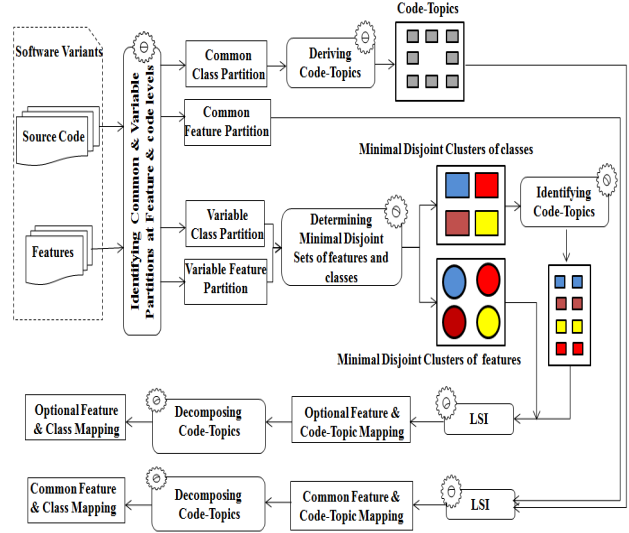 Code-Topics
Software Variants
Source Code
Features
Identifying Common & Variable
Partitions at Feature & code levels
Common
Class Partition
Deriving
Code-Topics
Common
Feature Partition
Minimal Disjoint Clusters of classes
Variable
Class Partition
Variable Feature
Partition
Determining
Minimal Disjoint
Sets of features and
classes
Identifying
Code-Topics
Minimal Disjoint Clusters of features
Optional Feature
& Class Mapping
Decomposing
Code-Topics
Optional Feature &
Code-Topic Mapping
LSI
Common Feature
& Class Mapping
Decomposing
Code-Topics
Common Feature &
Code-Topic Mapping
LSI